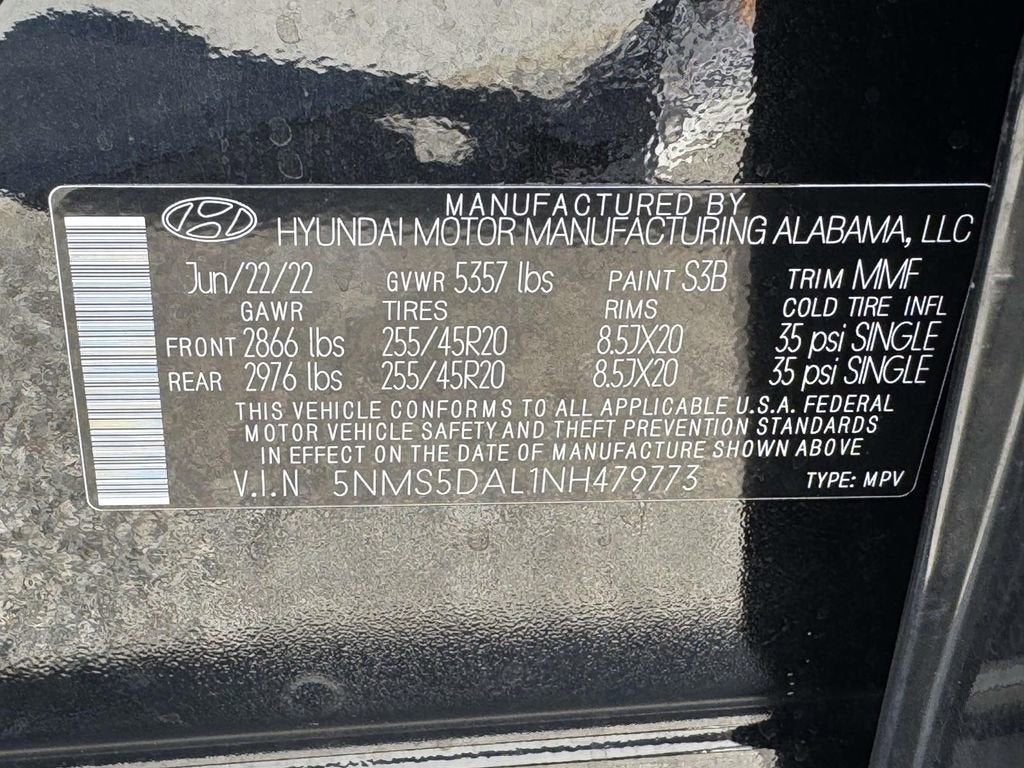 MANUFACTURED BY
HYUNDAI MOTOR MANUFACTURING ALABAMA, LLC
Jun/22/22 GVWR 5357 lbs PAINT S3B TRIM MMF
GAWR TIRES RIMS COLD TIRE INFL
FRONT 2866 lbs 255/45R20 8.5JX20 35 psi SINGLE
REAR 2976 lbs 255/45R20 8.5JX20 35 psi SINGLE
THIS VEHICLE CONFORMS TO ALL APPLICABLE U.S.A. FEDERAL
MOTOR VEHICLE SAFETY AND THEFT PREVENTION STANDARDS
IN EFFECT ON THE DATE OF MANUFACTURE SHOWN ABOVE
V.I.N 5NMS5DAL1NH479773 TYPE: MPV